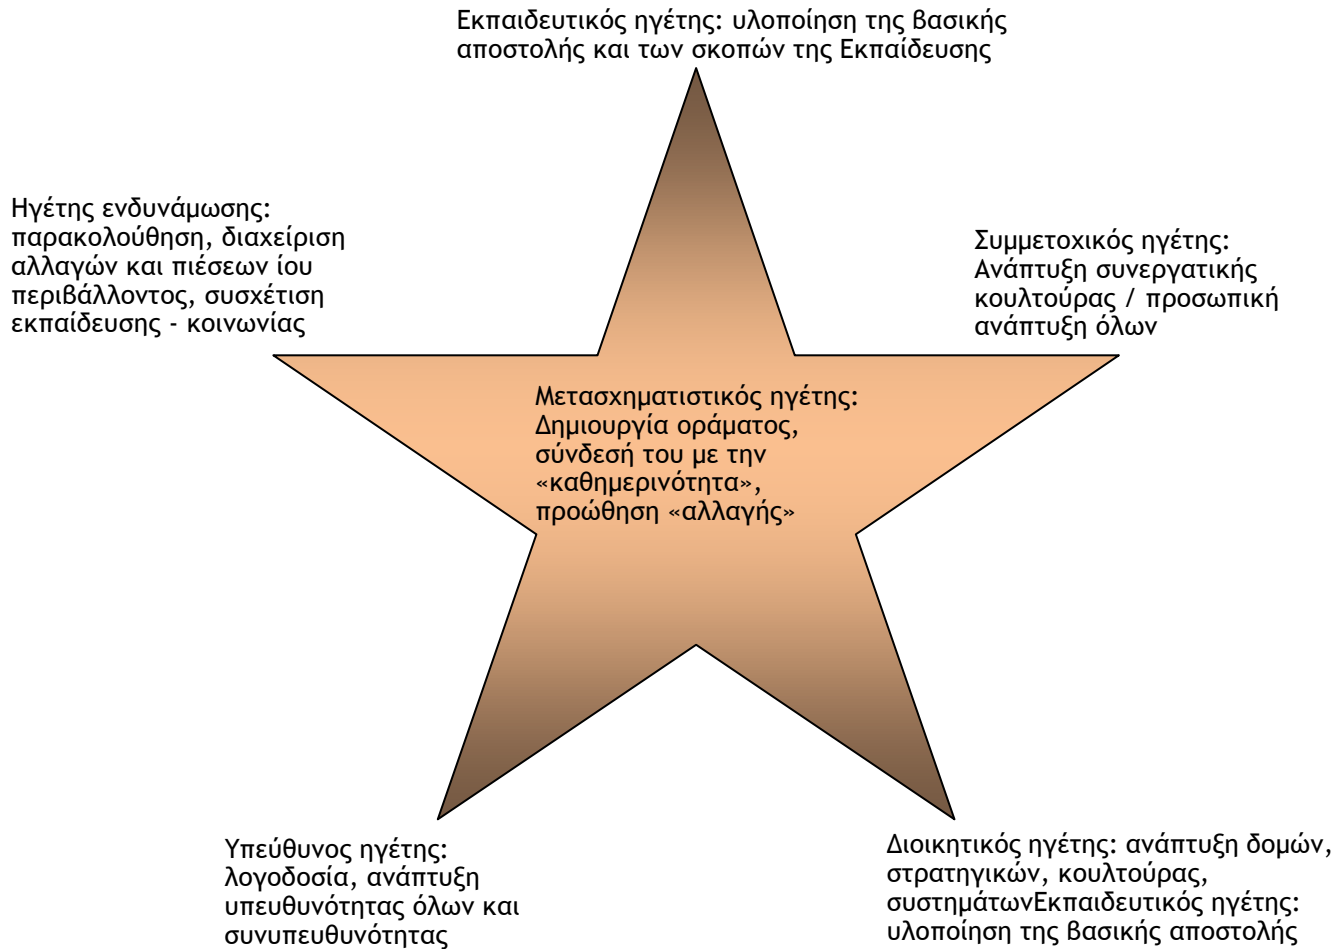 Εκπαιδευτικός ηγέτης: υλοποίηση της βασικής
αποστολής και των σκοπών της Εκπαίδευσης
Ηγέτης ενδυνάμωσης:
παρακολούθηση, διαχείριση
αλλαγών και πιέσεων ίου
περιβάλλοντος, συσχέτιση
εκπαίδευσης - κοινωνίας
Συμμετοχικός ηγέτης:
Ανάπτυξη συνεργατικής
κουλτούρας / προσωπική
ανάπτυξη όλων
Μετασχηματιστικός ηγέτης:
Δημιουργία οράματος,
σύνδεσή του με την
«καθημερινότητα»,
προώθηση «αλλαγής»
Υπεύθυνος ηγέτης:
λογοδοσία, ανάπτυξη
υπευθυνότητας όλων και
συνυπευθυνότητας
Διοικητικός ηγέτης: ανάπτυξη δομών,
στρατηγικών, κουλτούρας,
συστημάτωνΕκπαιδευτικός ηγέτης:
υλοποίηση της βασικής αποστολής